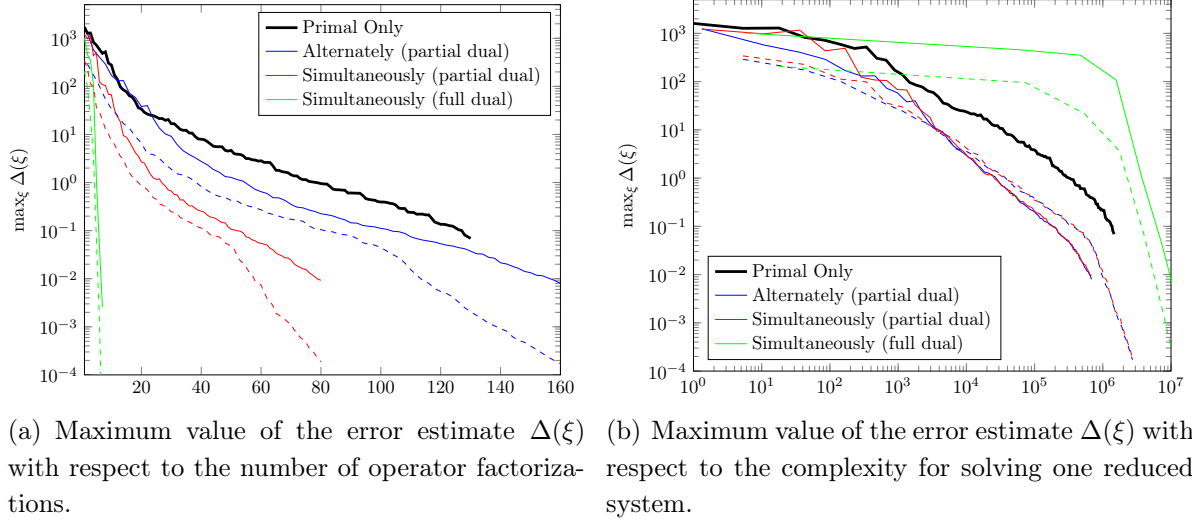 10^3
10^2
10^1
10^0
10^−1
10^−2
10^−3
10^−4
max_ξ Δ(ξ)
Primal Only
Alternately (partial dual)
Simultaneously (partial dual)
Simultaneously (full dual)
20 40 60 80 100 120 140 160
10^4
10^3
10^2
10^1
10^0
10^−1
10^−2
10^−3
10^−4
max_ξ Δ(ξ)
Primal Only
Alternately (partial dual)
Simultaneously (partial dual)
Simultaneously (full dual)
10^0 10^1 10^2 10^3 10^4 10^5 10^6 10^7
(a) Maximum value of the error estimate Δ(ξ)
with respect to the number of operator factoriza-
tions.
(b) Maximum value of the error estimate Δ(ξ) with
respect to the complexity for solving one reduced
system.